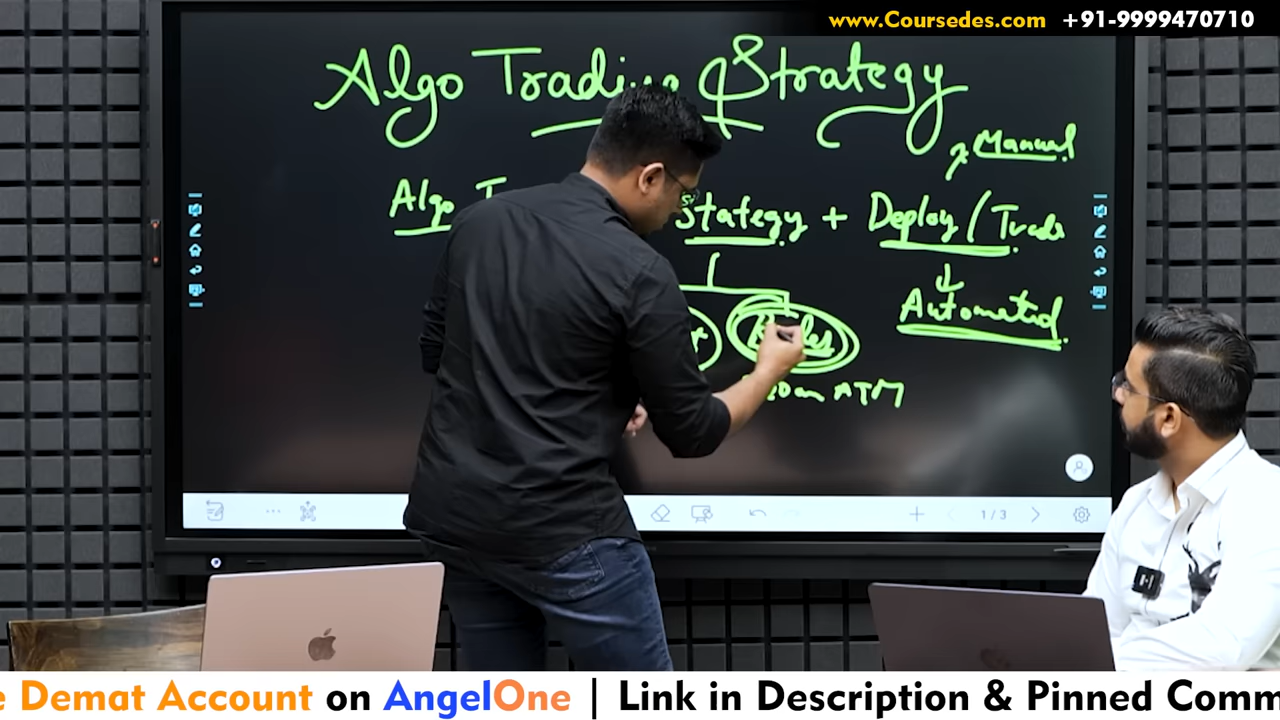 www.Coursedes.com +91-9999470710
Algo Trading Strategy
Manual
Algo T Stategy + Deploy / Trade
Automated
Rules
ATM
1/3
e Demat Account on AngelOne | Link in Description & Pinned Comm